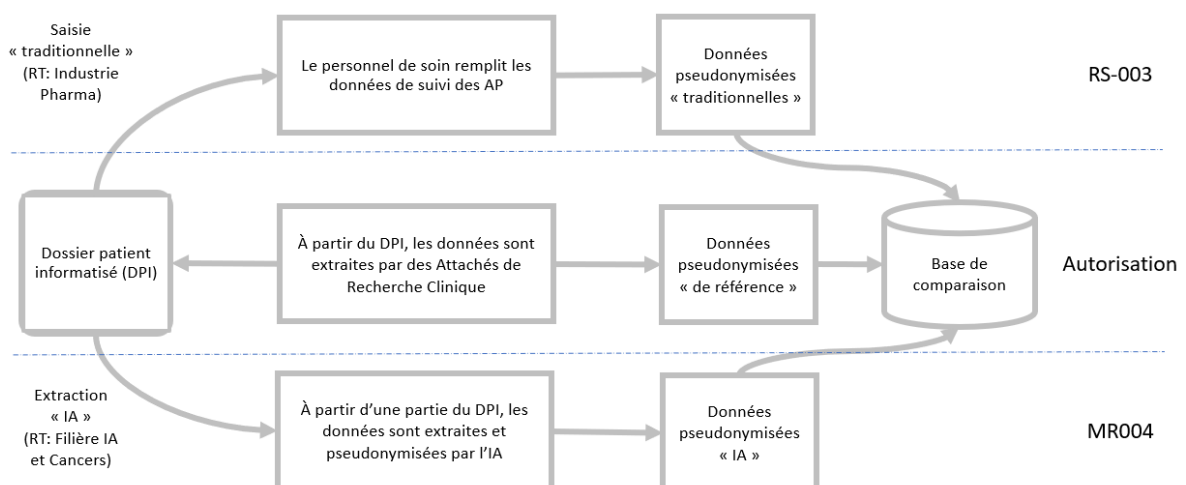 Saisie
« traditionnelle »
(RT: Industrie
Pharma)
Le personnel de soin remplit les
données de suivi des AP
Données
pseudonymisées
« traditionnelles »
RS-003
Dossier patient
informatisé (DPI)
À partir du DPI, les données sont
extraites par des Attachés de
Recherche Clinique
Données
pseudonymisées
« de référence »
Base de
comparaison
Autorisation
Extraction
« IA »
(RT: Filière IA
et Cancers)
À partir d’une partie du DPI, les
données sont extraites et
pseudonymisées par l’IA
Données
pseudonymisées
« IA »
MR004